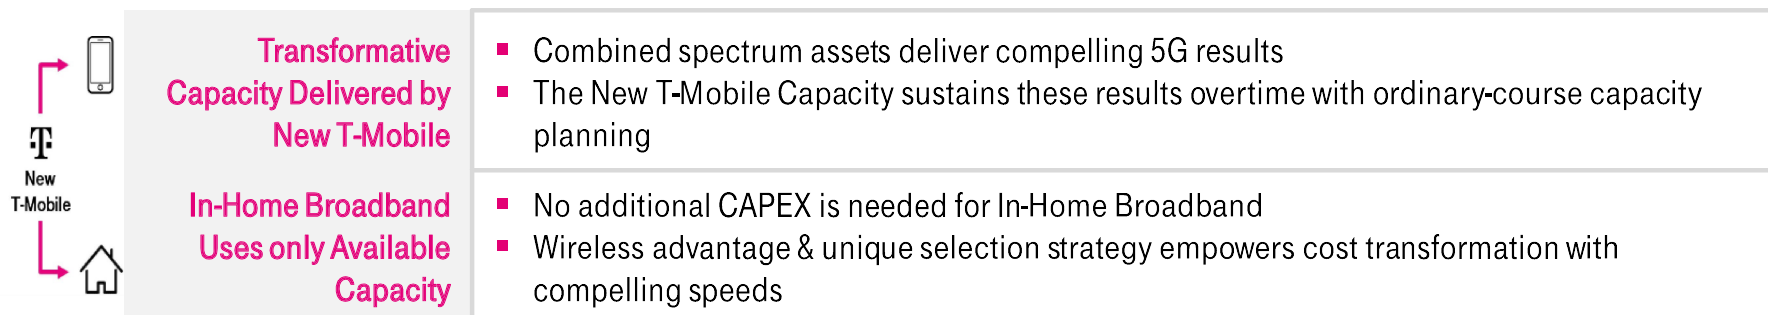 New
T-Mobile
Transformative
Capacity Delivered by
New T-Mobile
Combined spectrum assets deliver compelling 5G results
The New T-Mobile Capacity sustains these results overtime with ordinary-course capacity
planning
In-Home Broadband
Uses only Available
Capacity
No additional CAPEX is needed for In-Home Broadband
Wireless advantage & unique selection strategy empowers cost transformation with
compelling speeds